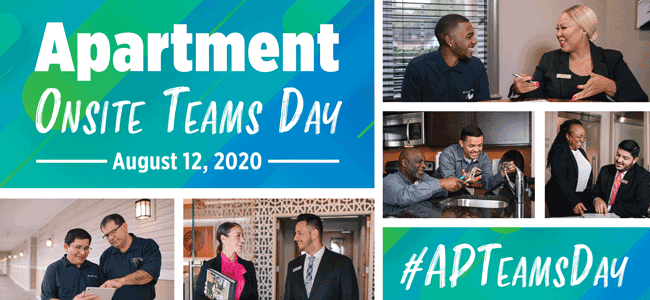 Apartment
Onsite Teams Day
August 12, 2020
#APTeamsDay